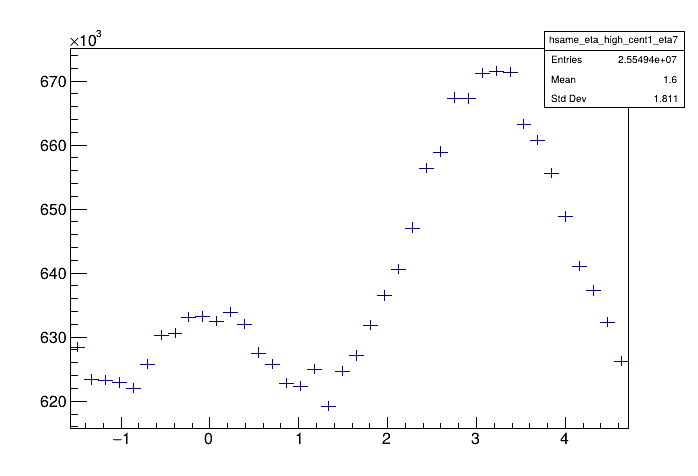 ×10³
hsame_eta_high_cent1_eta7
Entries 2.55494e+07
Mean 1.6
Std Dev 1.811
670
660
650
640
630
620
−1 0 1 2 3 4